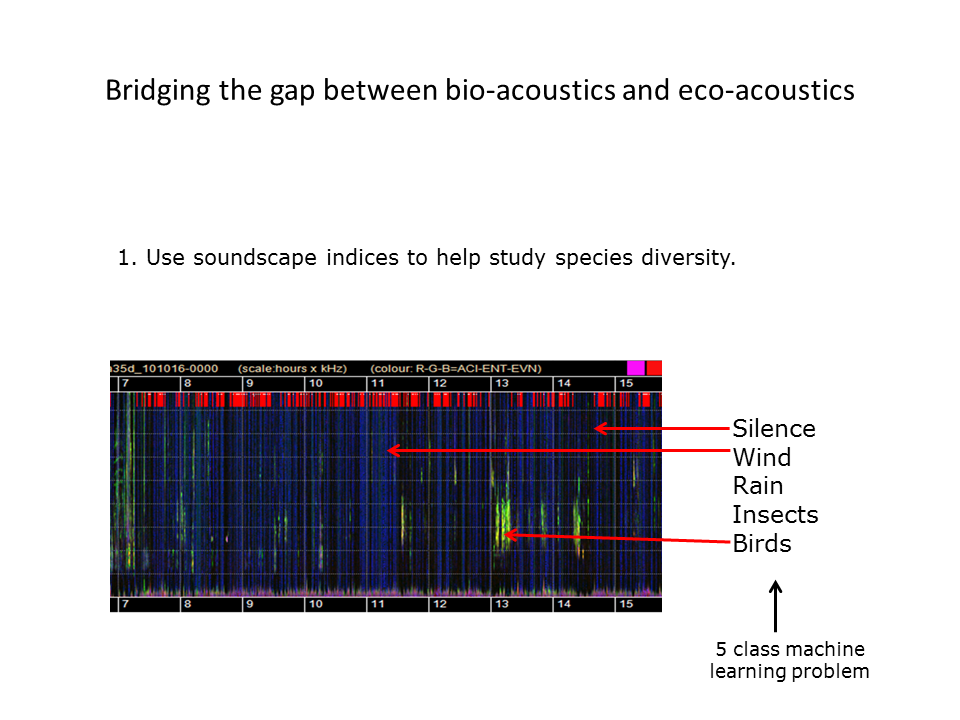 Bridging the gap between bio-acoustics and eco-acoustics
1. Use soundscape indices to help study species diversity.
35d_101016-0000 (scale:hours x kHz) (colour: R-G-B=ACI-ENT-EVN)
7 8 9 10 11 12 13 14 15
7 8 9 10 11 12 13 14 15
Silence
Wind
Rain
Insects
Birds
5 class machine
learning problem